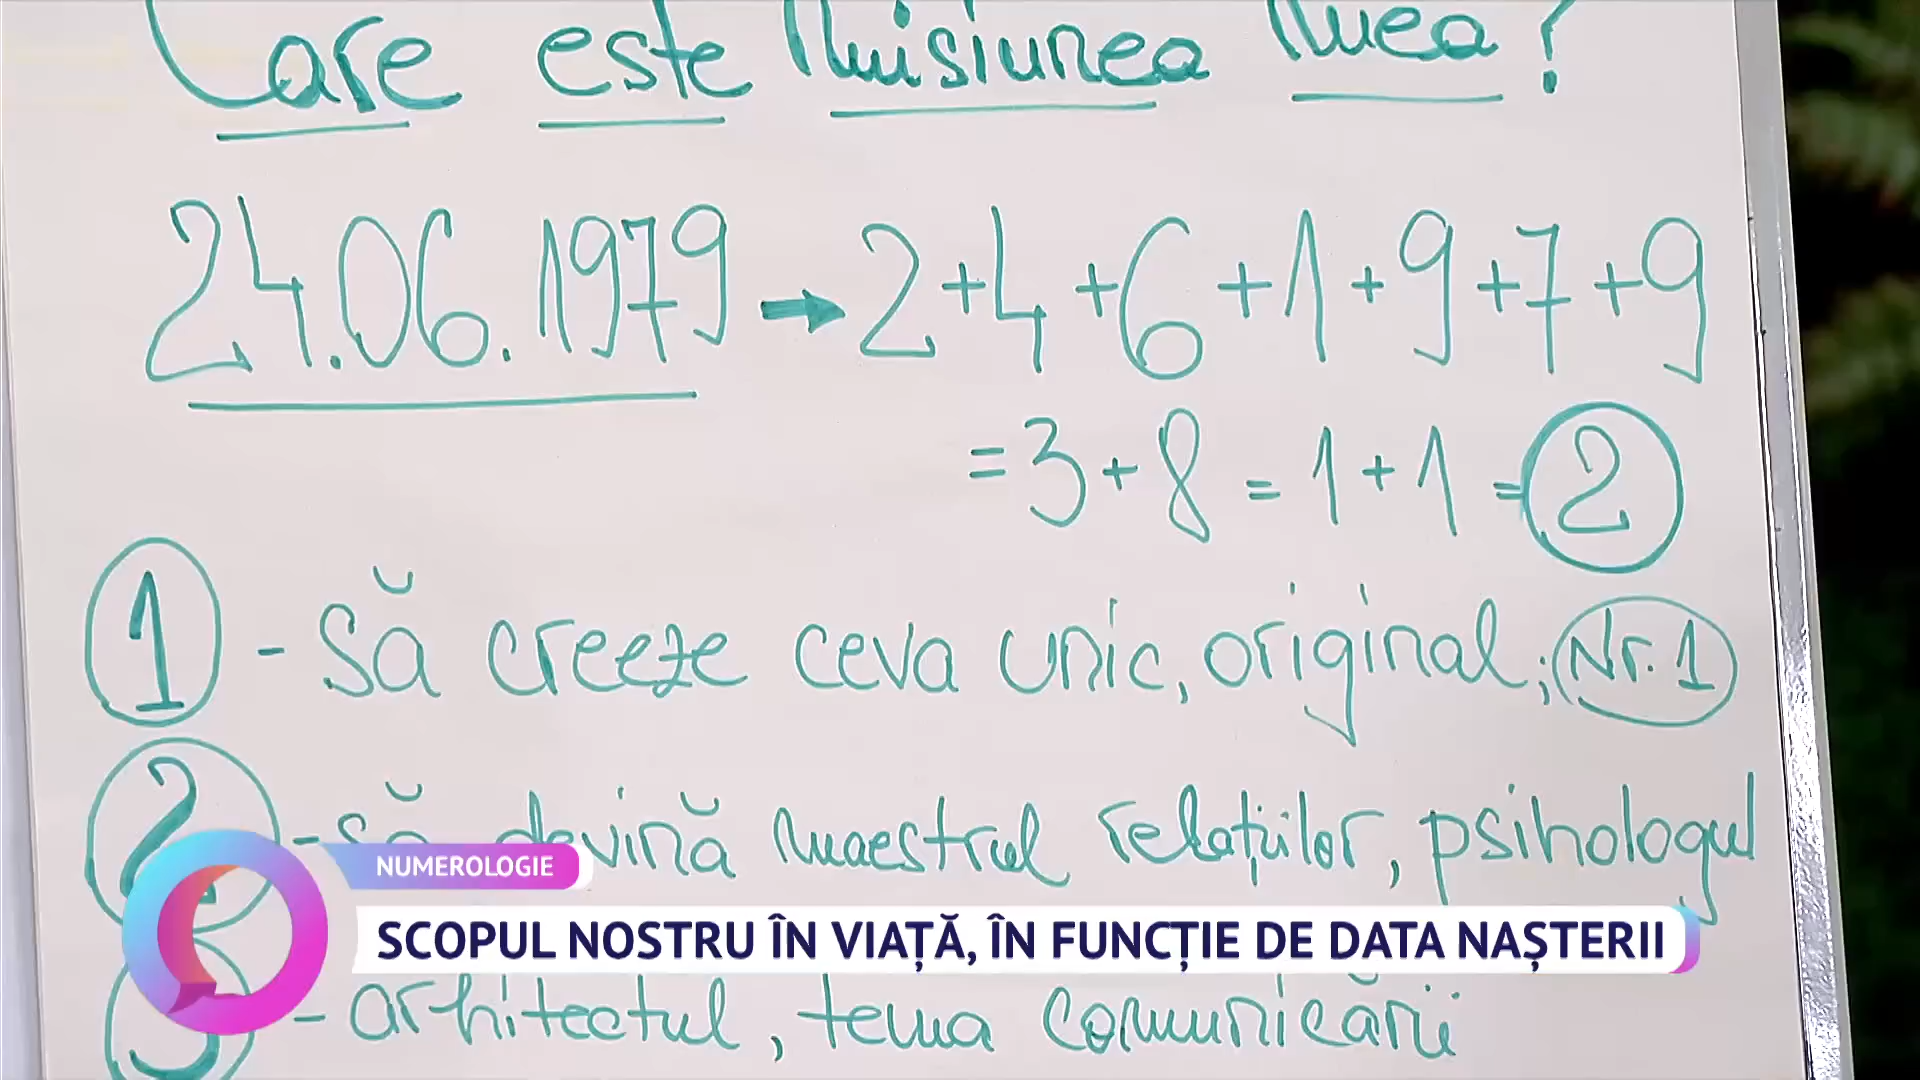 Care este misiunea mea?
24.06.1979 → 2+4+6+1+9+7+9
=3+8 = 1+1 = 2
1 - să creeze ceva unic, original; Nr. 1
2 - să devină maestrul relațiilor, psihologul
NUMEROLOGIE
SCOPUL NOSTRU ÎN VIAȚĂ, ÎN FUNCȚIE DE DATA NAȘTERII
3 - arhitectul, tema comunicării